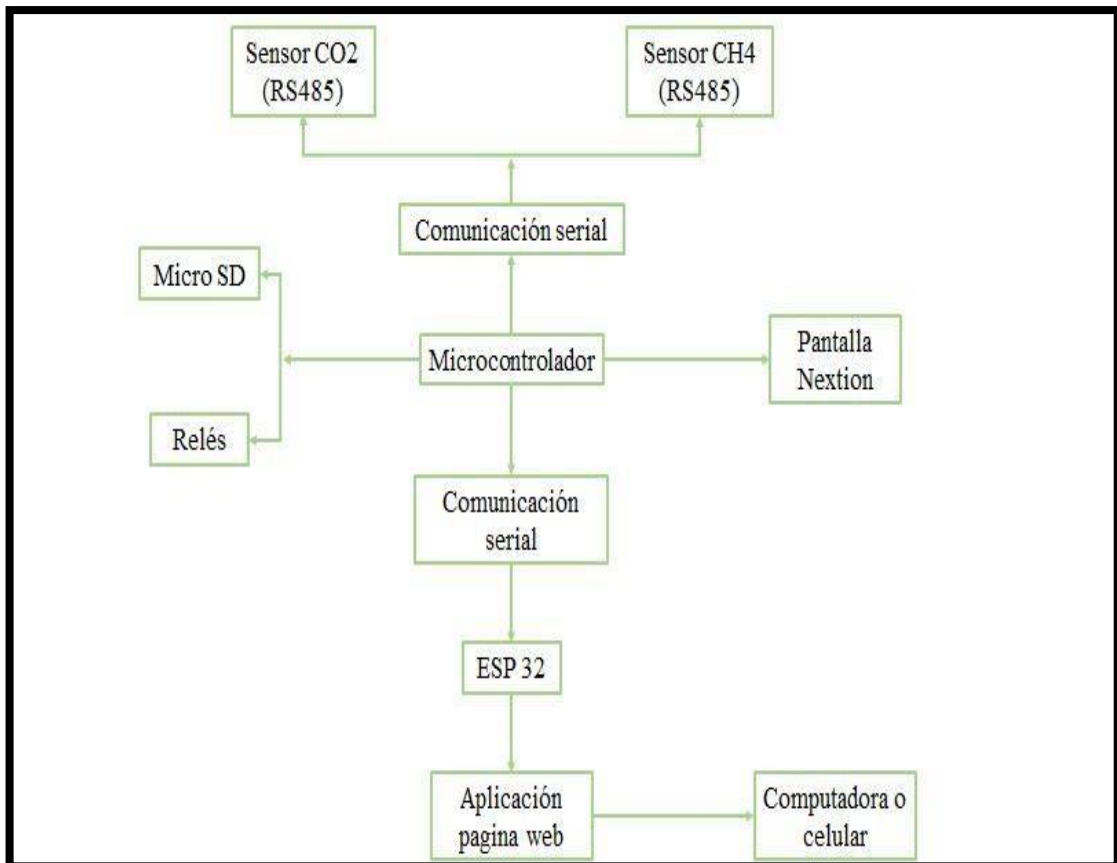 Sensor CO2
(RS485)
Sensor CH4
(RS485)
Comunicación serial
Micro SD
Microcontrolador
Pantalla
Nextion
Relés
Comunicación
serial
ESP 32
Aplicación
pagina web
Computadora o
celular